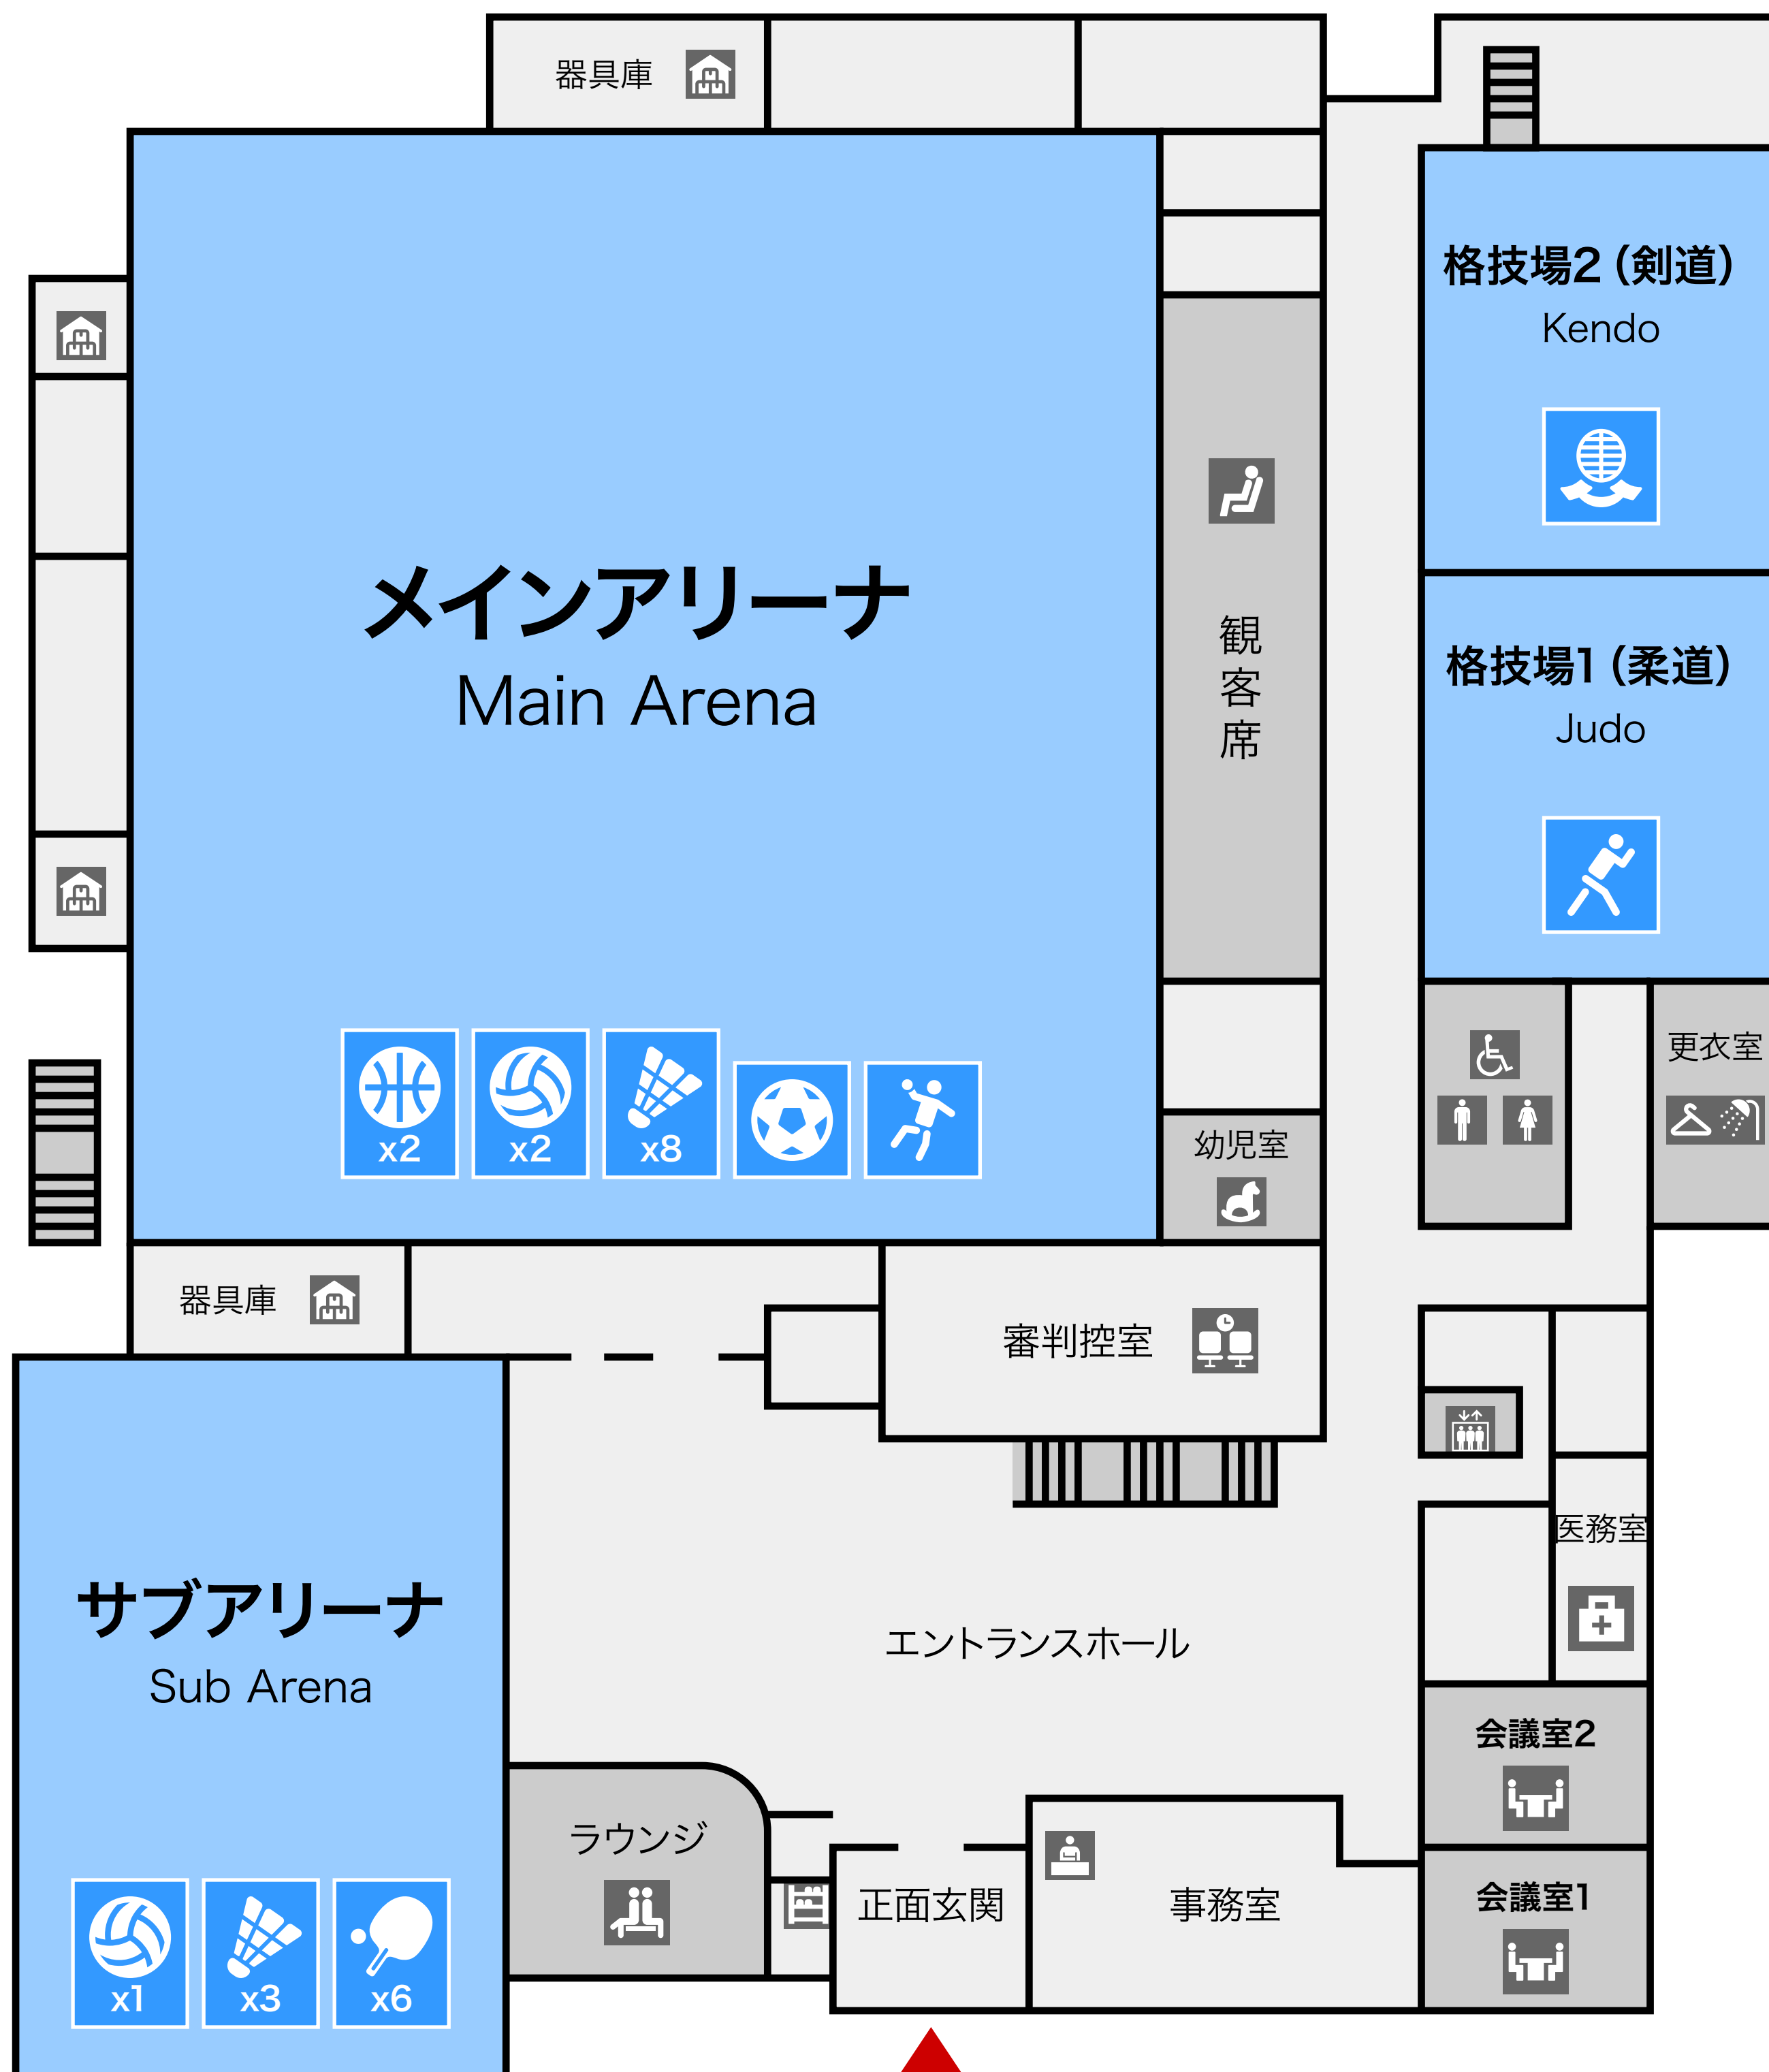 器具庫
格技場2（剣道）
Kendo
メインアリーナ
Main Arena
観客席
格技場1（柔道）
Judo
x2
x2
x8
更衣室
幼児室
器具庫
審判控室
医務室
サブアリーナ
Sub Arena
エントランスホール
会議室2
ラウンジ
正面玄関
事務室
会議室1
x1
x3
x6